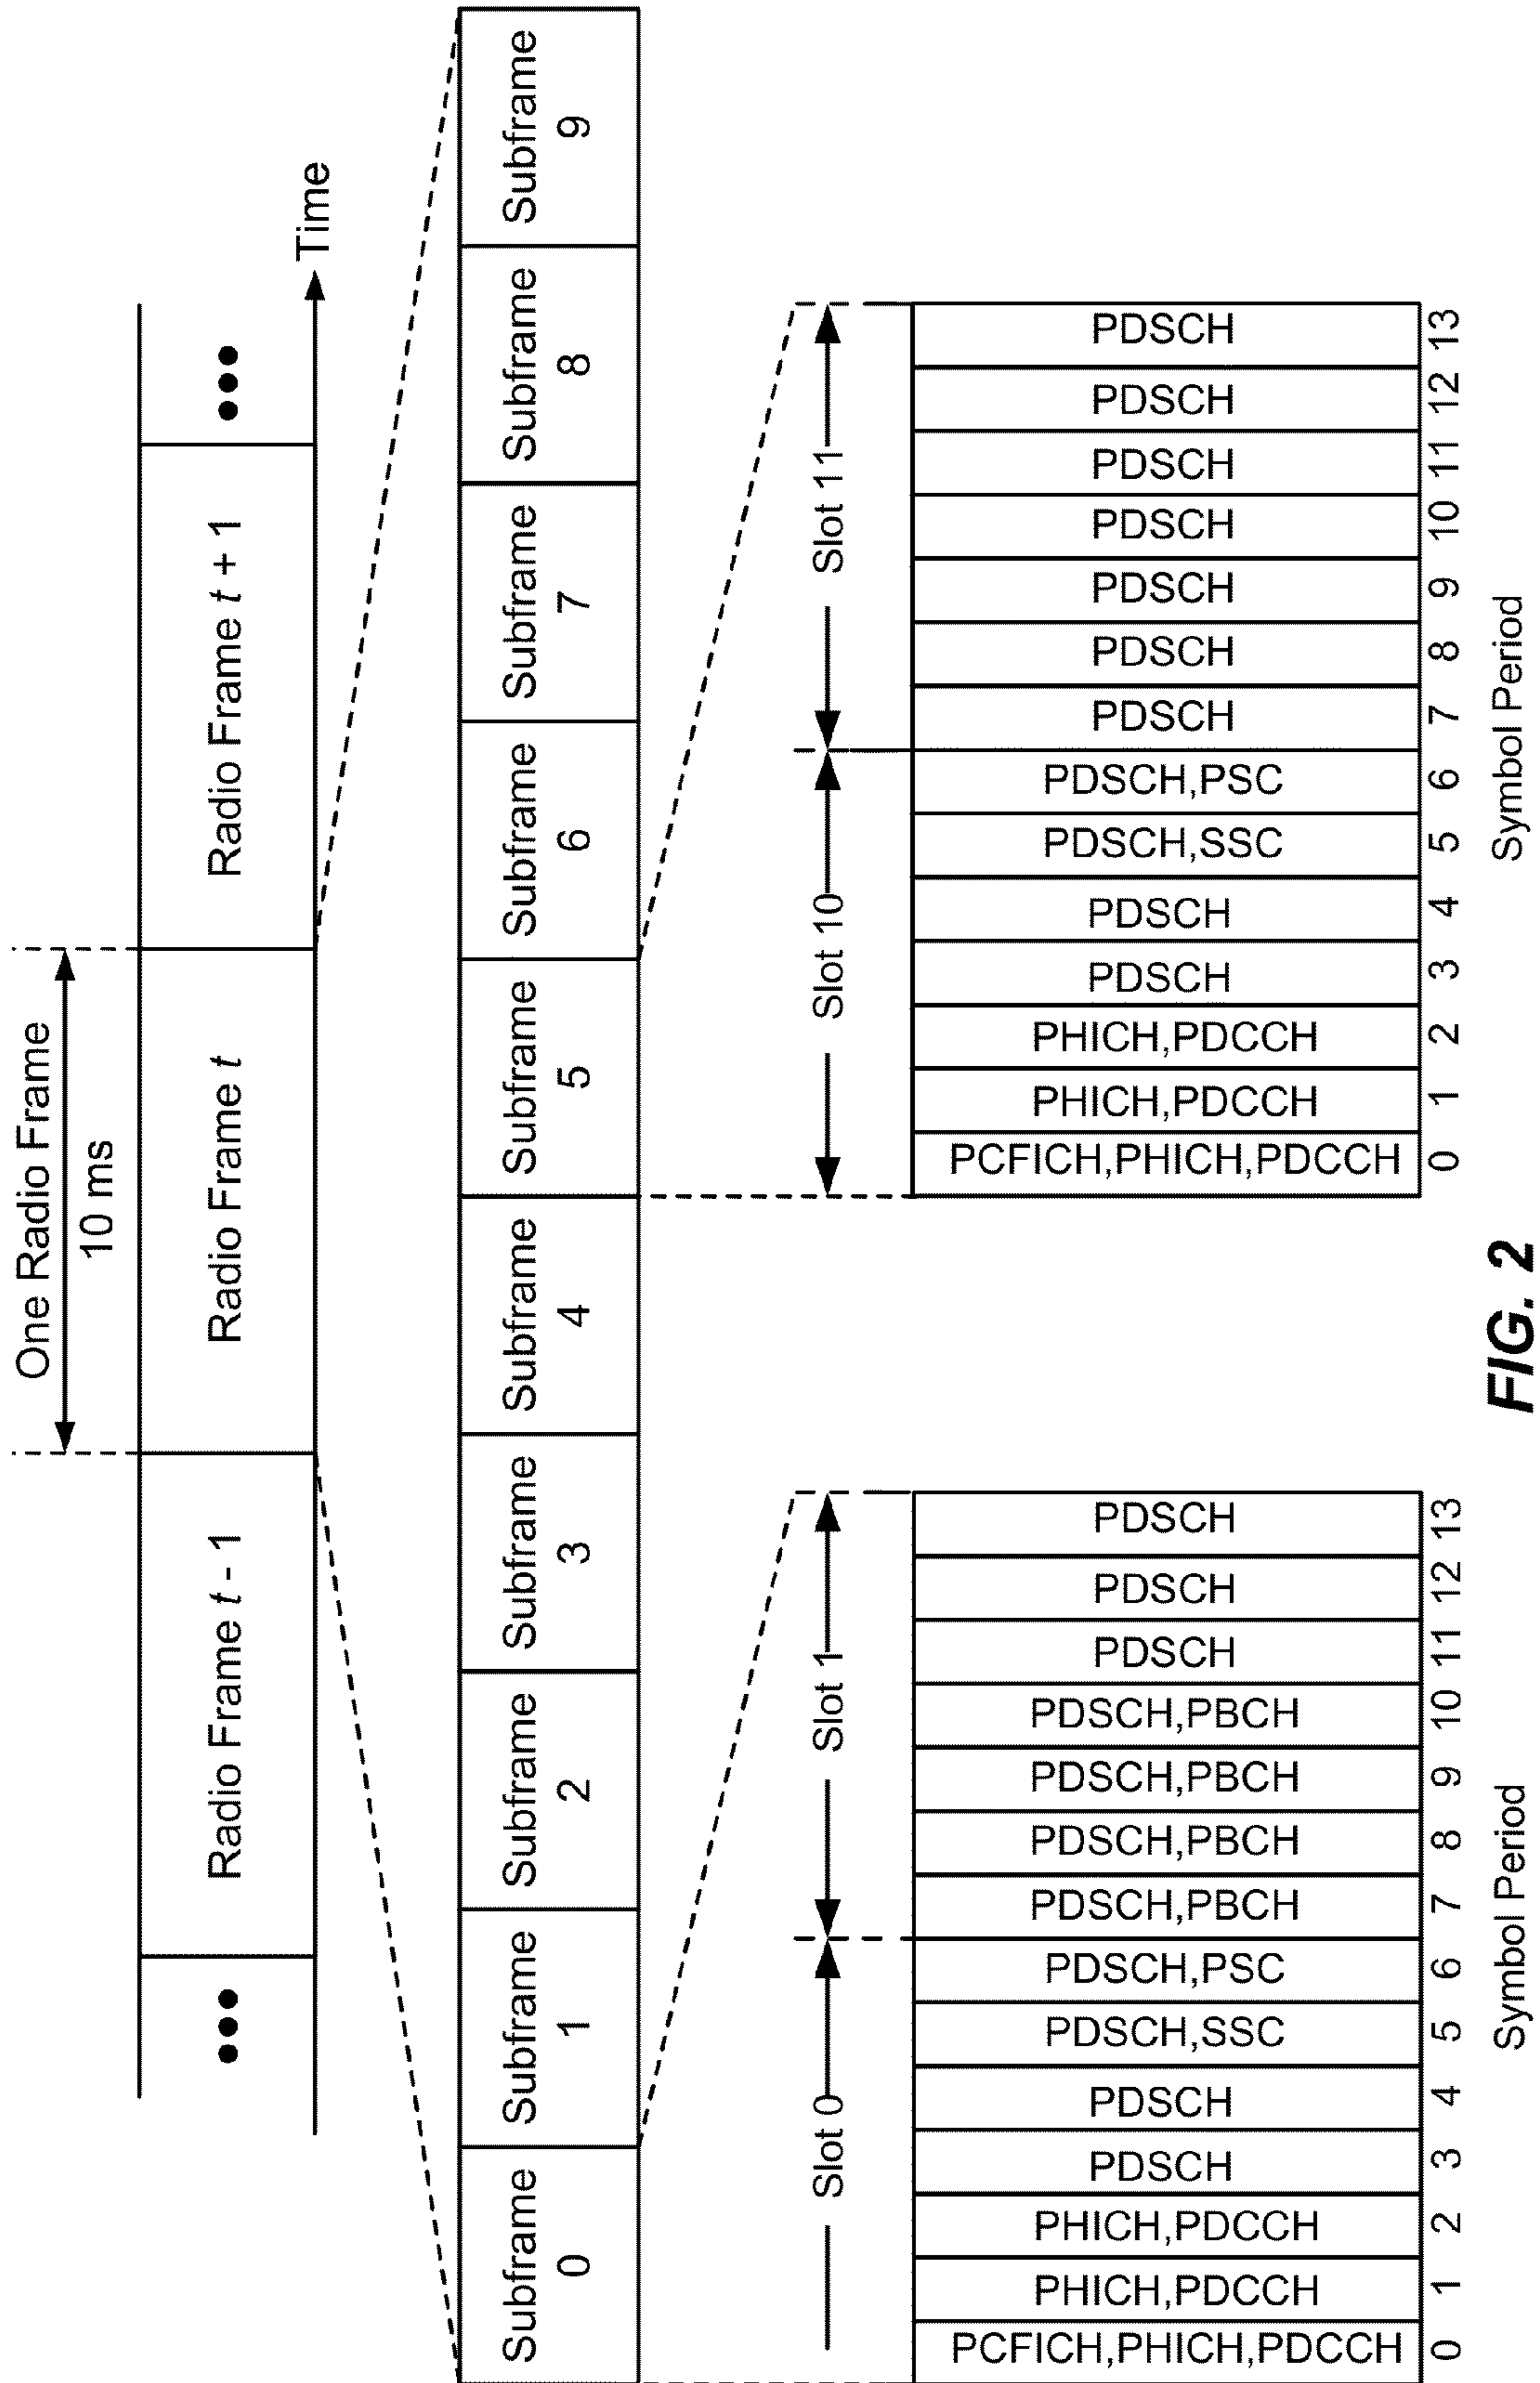 One Radio Frame
10 ms
Radio Frame t - 1
Radio Frame t
Radio Frame t + 1
Time
Subframe
0
Subframe
1
Subframe
2
Subframe
3
Subframe
4
Subframe
5
Subframe
6
Subframe
7
Subframe
8
Subframe
9
Slot 0
Slot 1
PCFICH,PHICH,PDCCH
PHICH,PDCCH
PHICH,PDCCH
PDSCH
PDSCH
PDSCH,SSC
PDSCH,PSC
PDSCH,PBCH
PDSCH,PBCH
PDSCH,PBCH
PDSCH,PBCH
PDSCH
PDSCH
PDSCH
0 1 2 3 4 5 6 7 8 9 10 11 12 13
Symbol Period
Slot 10
Slot 11
PCFICH,PHICH,PDCCH
PHICH,PDCCH
PHICH,PDCCH
PDSCH
PDSCH
PDSCH,SSC
PDSCH,PSC
PDSCH
PDSCH
PDSCH
PDSCH
PDSCH
PDSCH
PDSCH
0 1 2 3 4 5 6 7 8 9 10 11 12 13
Symbol Period
FIG. 2